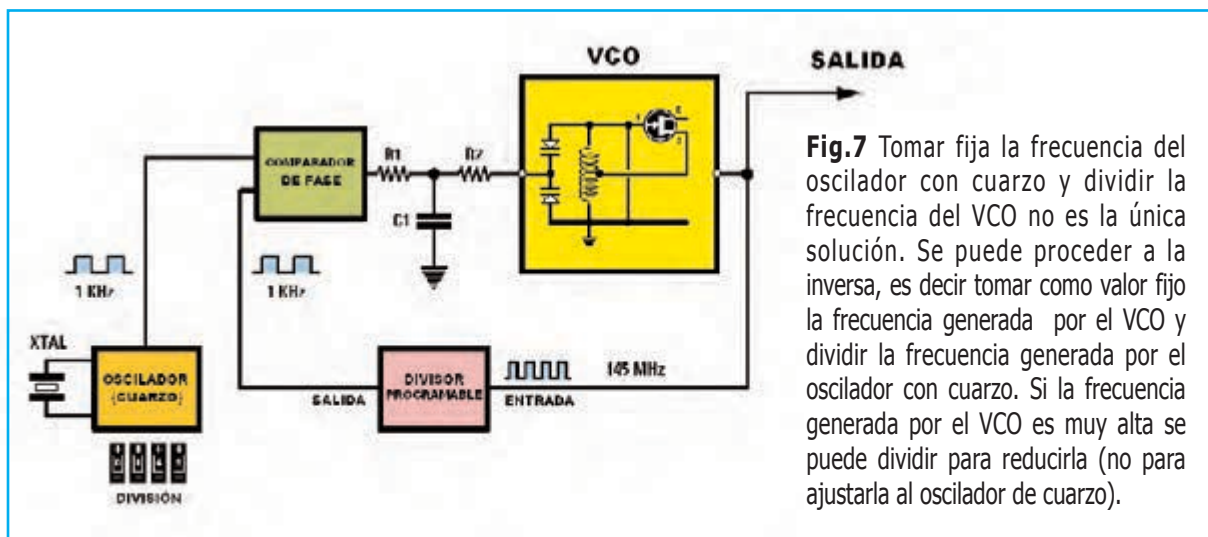 VCO
SALIDA
COMPARADOR
DE FASE
R1
R2
C1
1 KHz
1 KHz
XTAL
OSCILADOR
(CUARZO)
DIVISIÓN
SALIDA
DIVISOR
PROGRAMABLE
ENTRADA
145 MHz
Fig.7 Tomar fija la frecuencia del
oscilador con cuarzo y dividir la
frecuencia del VCO no es la única
solución. Se puede proceder a la
inversa, es decir tomar como valor fijo
la frecuencia generada por el VCO y
dividir la frecuencia generada por el
oscilador con cuarzo. Si la frecuencia
generada por el VCO es muy alta se
puede dividir para reducirla (no para
ajustarla al oscilador de cuarzo).